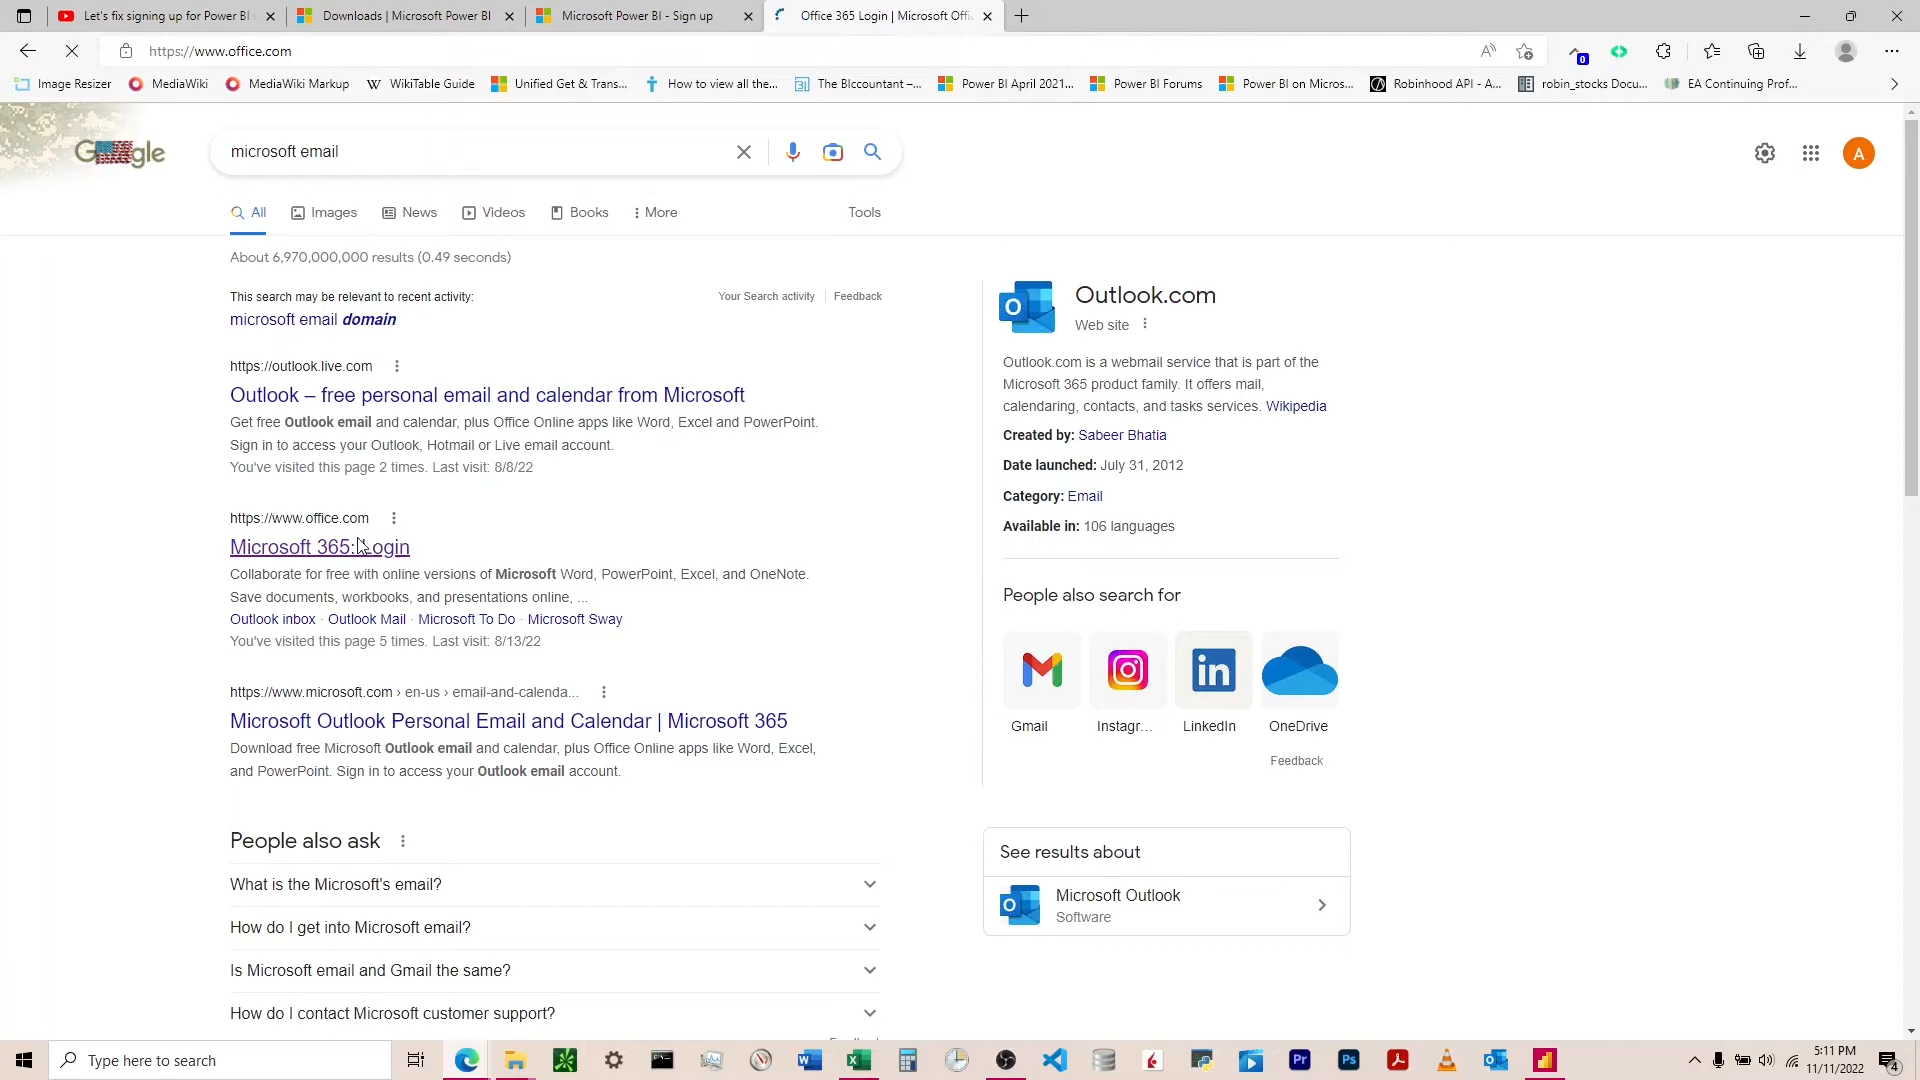 Let's fix signing up for Power BI
Downloads | Microsoft Power BI
Microsoft Power BI - Sign up
Office 365 Login | Microsoft Offi
https://www.office.com
0
Image Resizer
MediaWiki
MediaWiki Markup
WikiTable Guide
Unified Get & Trans...
How to view all the...
The BIccountant –...
Power BI April 2021...
Power BI Forums
Power BI on Micros...
Robinhood API - A...
robin_stocks Docu...
EA Continuing Prof...
Google
microsoft email
A
All
Images
News
Videos
Books
More
Tools
About 6,970,000,000 results (0.49 seconds)
This search may be relevant to recent activity:
Your Search activity
Feedback
microsoft email domain
https://outlook.live.com
Outlook – free personal email and calendar from Microsoft
Get free Outlook email and calendar, plus Office Online apps like Word, Excel and PowerPoint.
Sign in to access your Outlook, Hotmail or Live email account.
You've visited this page 2 times. Last visit: 8/8/22
https://www.office.com
Microsoft 365: Login
Collaborate for free with online versions of Microsoft Word, PowerPoint, Excel, and OneNote.
Save documents, workbooks, and presentations online, ...
Outlook inbox · Outlook Mail · Microsoft To Do · Microsoft Sway
You've visited this page 5 times. Last visit: 8/13/22
https://www.microsoft.com › en-us › email-and-calenda...
Microsoft Outlook Personal Email and Calendar | Microsoft 365
Download free Microsoft Outlook email and calendar, plus Office Online apps like Word, Excel,
and PowerPoint. Sign in to access your Outlook email account.
People also ask
What is the Microsoft's email?
How do I get into Microsoft email?
Is Microsoft email and Gmail the same?
How do I contact Microsoft customer support?
Outlook.com
Web site
Outlook.com is a webmail service that is part of the
Microsoft 365 product family. It offers mail,
calendaring, contacts, and tasks services. Wikipedia
Created by: Sabeer Bhatia
Date launched: July 31, 2012
Category: Email
Available in: 106 languages
People also search for
Gmail
Instagr...
LinkedIn
OneDrive
Feedback
See results about
Microsoft Outlook
Software
Type here to search
5:11 PM
11/11/2022
4